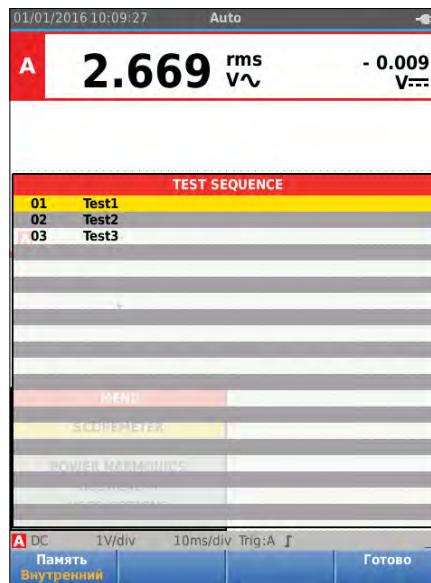 01/01/2016 10:09:27 Auto
A 2.669 rms V∿ - 0.009 V⎓
TEST SEQUENCE
01 Test1
02 Test2
03 Test3
MENU
SCOPEMETER
POWER HARMONICS
A DC 1V/div 10ms/div Trig:A ∫
Память Готово
Внутренний